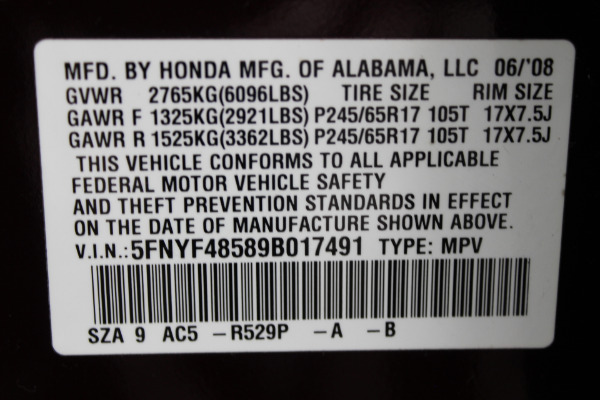 MFD. BY HONDA MFG. OF ALABAMA, LLC 06/'08
GVWR 2765KG(6096LBS) TIRE SIZE RIM SIZE
GAWR F 1325KG(2921LBS) P245/65R17 105T 17X7.5J
GAWR R 1525KG(3362LBS) P245/65R17 105T 17X7.5J
THIS VEHICLE CONFORMS TO ALL APPLICABLE
FEDERAL MOTOR VEHICLE SAFETY
AND THEFT PREVENTION STANDARDS IN EFFECT
ON THE DATE OF MANUFACTURE SHOWN ABOVE.
V.I.N.:5FNYF48589B017491 TYPE: MPV
SZA 9 AC5 -R529P -A -B